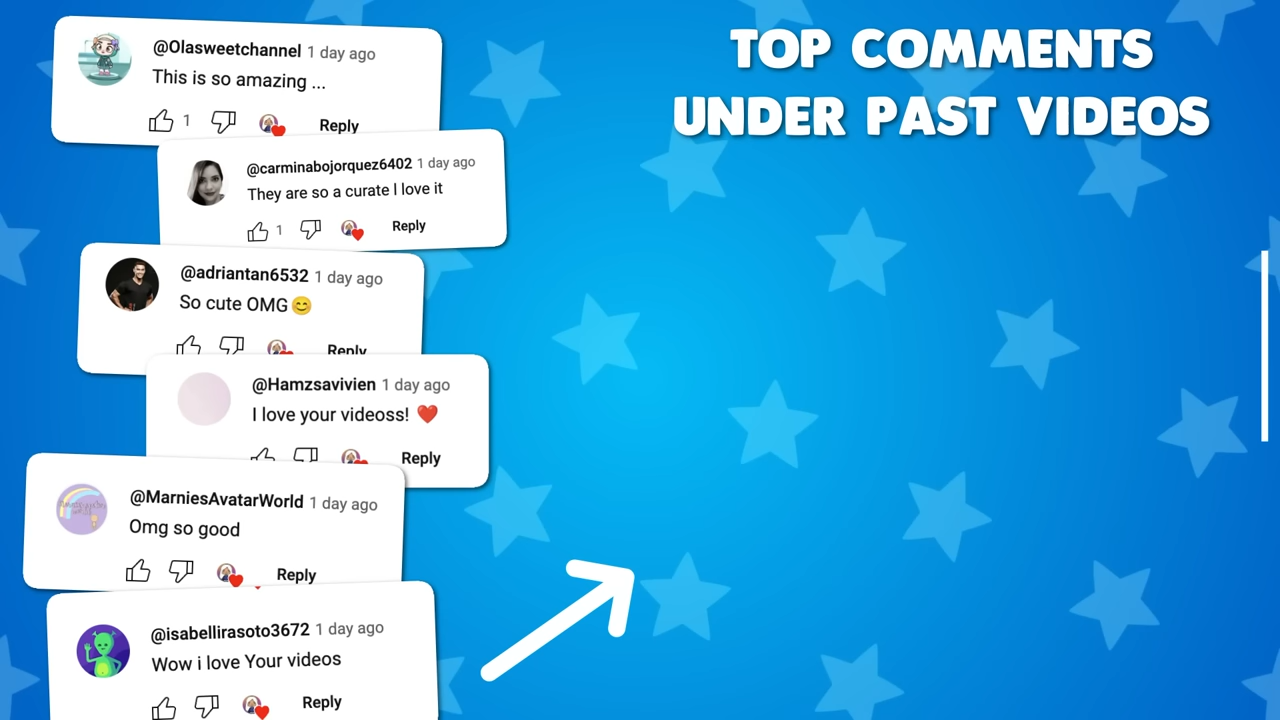 @Olasweetchannel 1 day ago
This is so amazing ...
1 Reply
@carminabojorquez6402 1 day ago
They are so a curate I love it
1 Reply
@adriantan6532 1 day ago
So cute OMG😊
Reply
@Hamzsavivien 1 day ago
I love your videoss! ❤️
Reply
@MarniesAvatarWorld 1 day ago
Omg so good
Reply
@isabellirasoto3672 1 day ago
Wow i love Your videos
Reply
TOP COMMENTS
UNDER PAST VIDEOS